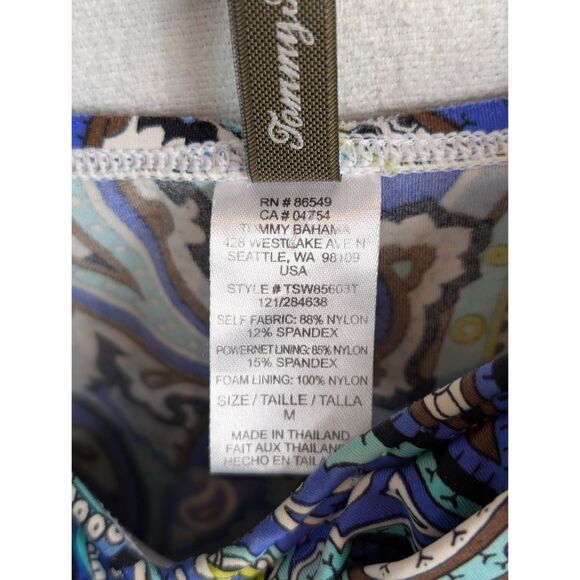 Tommy
RN # 86549
CA # 04754
TOMMY BAHAMA
428 WESTLAKE AVE N
SEATTLE, WA 98109
USA
STYLE # TSW85603T
121/284638
SELF FABRIC: 88% NYLON
12% SPANDEX
POWERNET LINING: 85% NYLON
15% SPANDEX
FOAM LINING: 100% NYLON
SIZE / TAILLE / TALLA
M
MADE IN THAILAND
FAIT AUX THAILAND
HECHO EN TAILAN